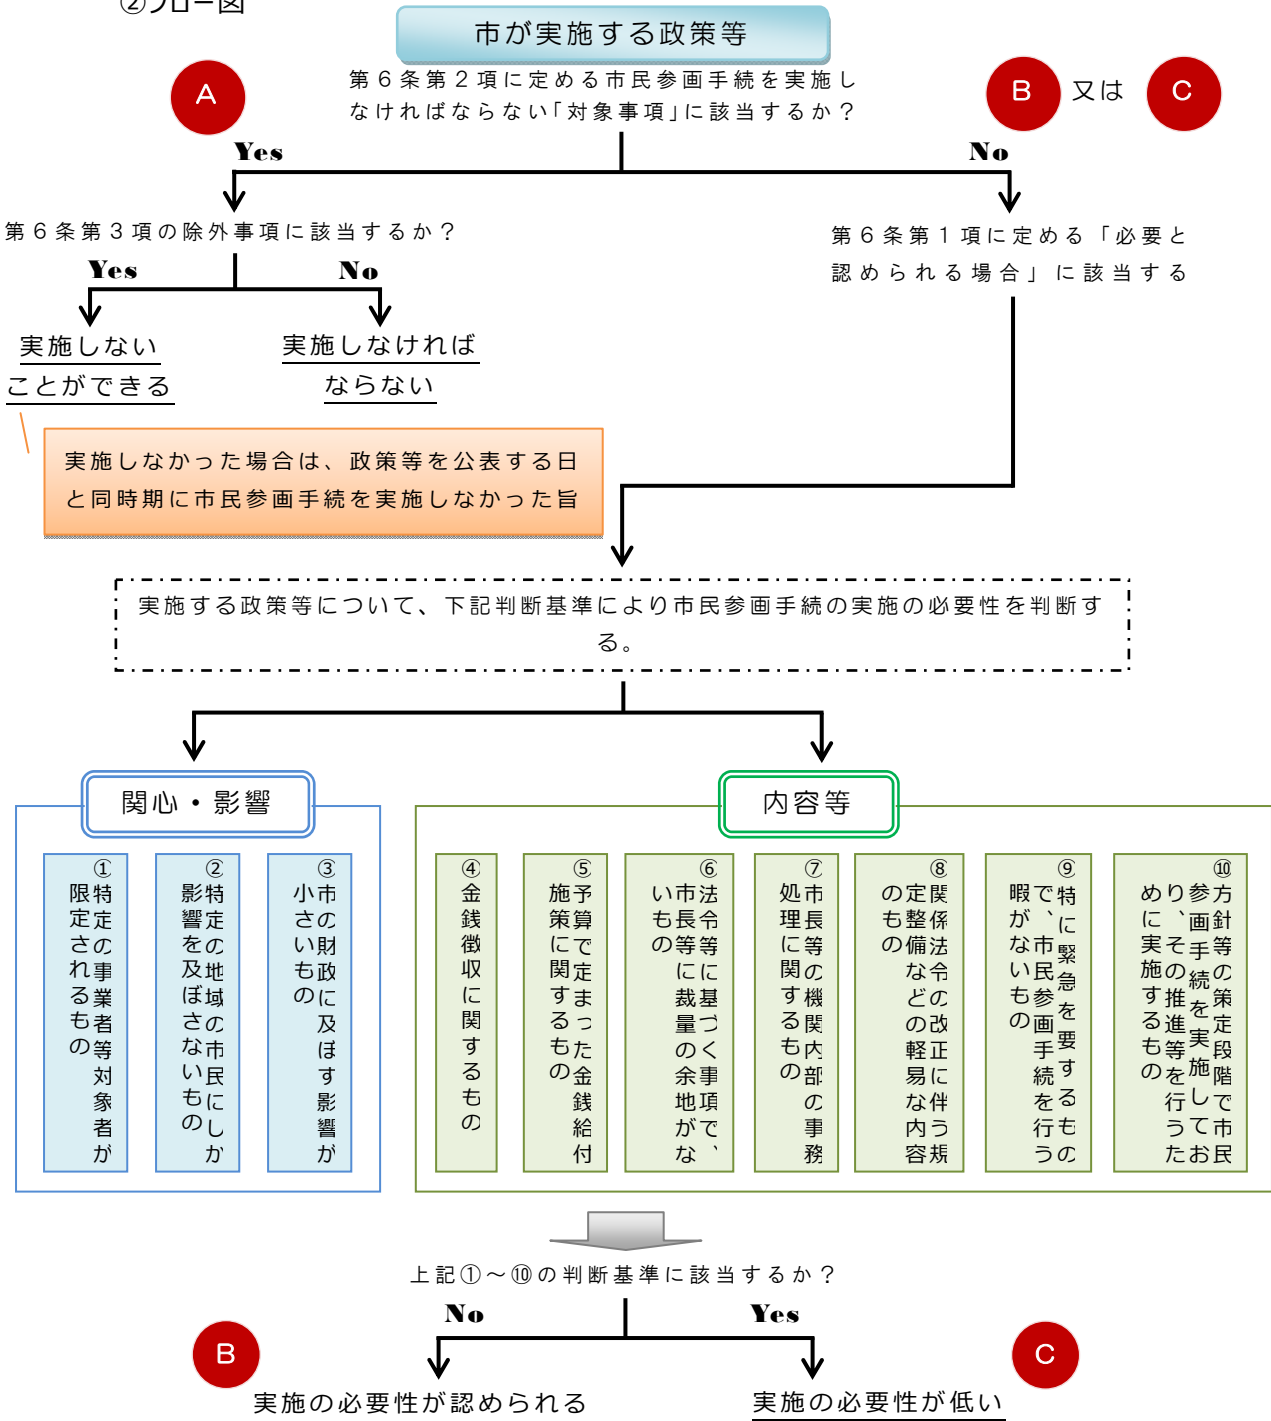 ②フロー図
市が実施する政策等
第６条第２項に定める市民参画手続を実施し
なければならない「対象事項」に該当するか？
A
B 又は C
Yes
No
第６条第３項の除外事項に該当するか？
Yes
No
第６条第１項に定める「必要と
認められる場合」に該当する
実施しない
ことができる
実施しなければ
ならない
実施しなかった場合は、政策等を公表する日
と同時期に市民参画手続を実施しなかった旨
実施する政策等について、下記判断基準により市民参画手続の実施の必要性を判断す
る。
関心・影響
内容等
①特定の事業者等対象者が
限定されるもの
②特定の地域の市民にしか
影響を及ぼさないもの
③市の財政に及ぼす影響が
小さいもの
④金銭徴収に関するもの
⑤予算で定まった金銭給付
施策に関するもの
⑥法令等に基づく事項で、
市長等に裁量の余地がな
いもの
⑦市長等の機関内部の事務
処理に関するもの
⑧関係法令の改正に伴う規
定整備などの軽易な内容
のもの
⑨特に緊急を要するもの
で、市民参画手続を行う
暇がないもの
⑩方針等の策定段階で市民
参画手続を実施してお
り、その推進等を行うた
めに実施するもの
上記①～⑩の判断基準に該当するか？
No
Yes
B
C
実施の必要性が認められる
実施の必要性が低い